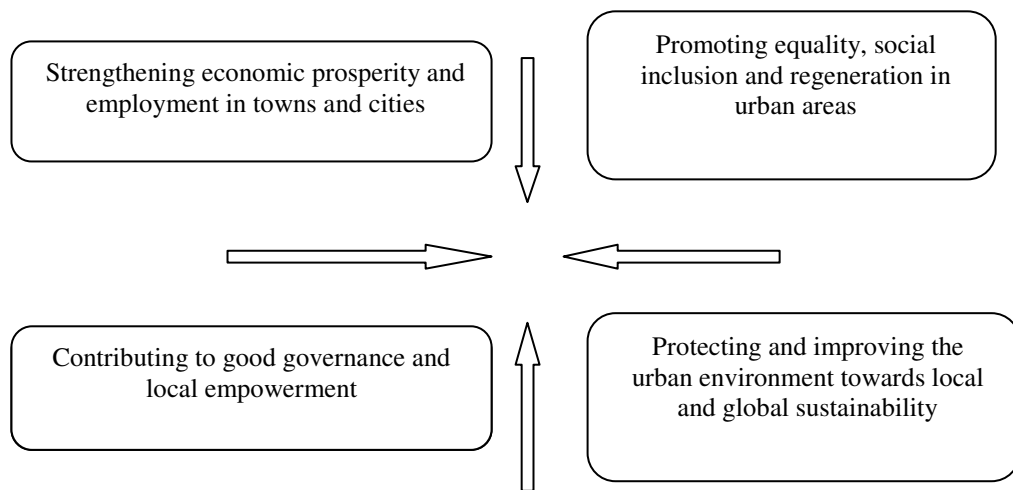 Strengthening economic prosperity and
employment in towns and cities
Promoting equality, social
inclusion and regeneration in
urban areas
Contributing to good governance and
local empowerment
Protecting and improving the
urban environment towards local
and global sustainability